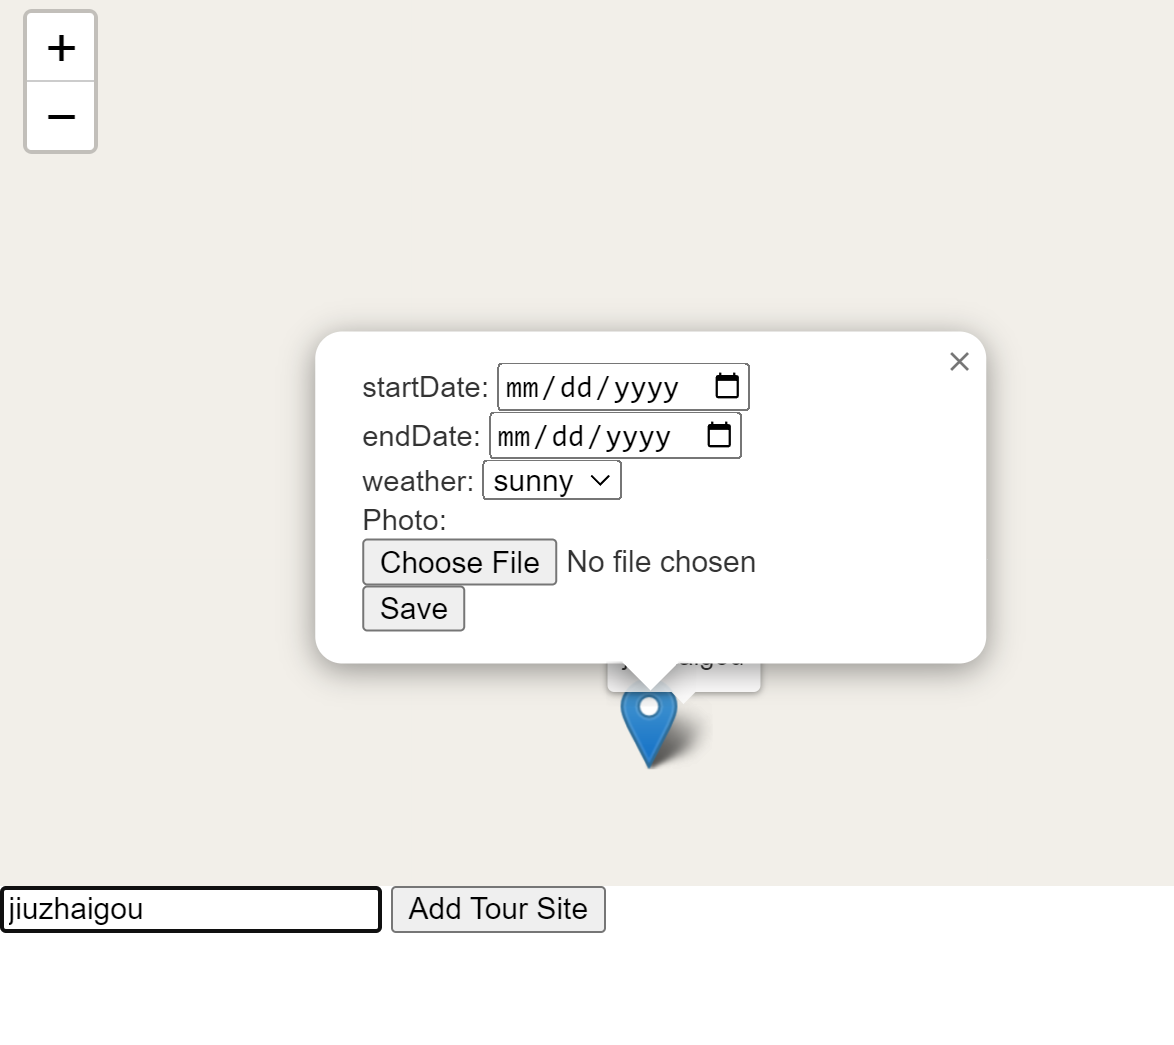 +
−
×
startDate: mm/dd/yyyy
endDate: mm/dd/yyyy
weather: sunny
Photo:
Choose File No file chosen
Save
jiuzhaigou Add Tour Site